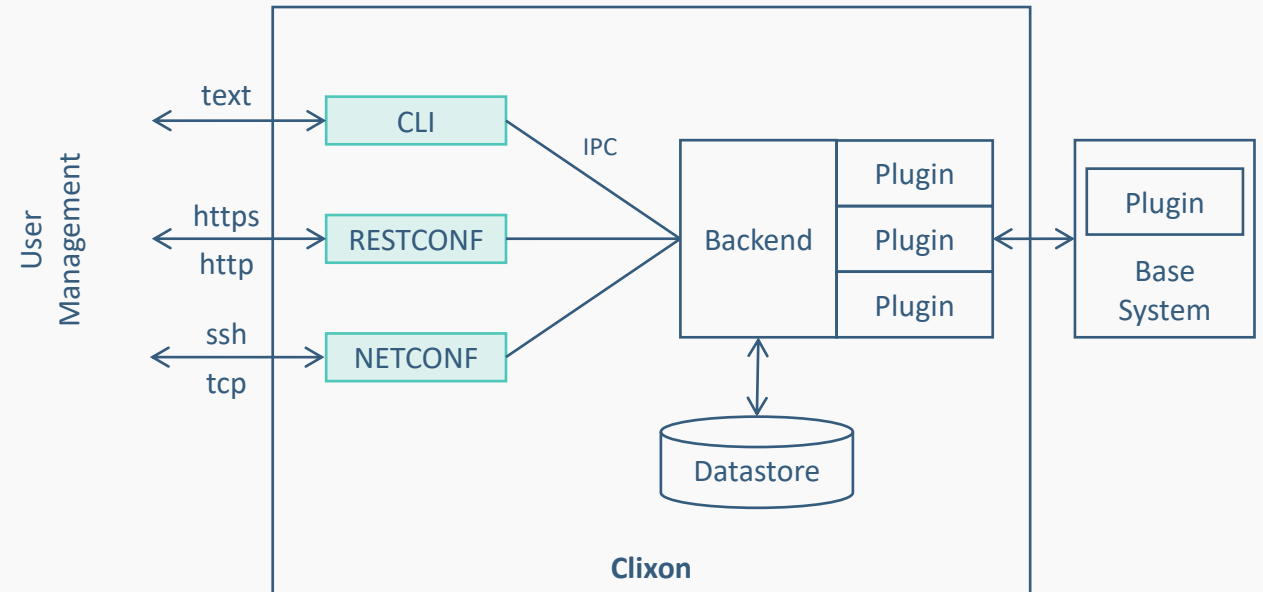 User
Management
text
https
http
ssh
tcp
CLI
RESTCONF
NETCONF
IPC
Backend
Plugin
Plugin
Plugin
Datastore
Clixon
Plugin
Base
System